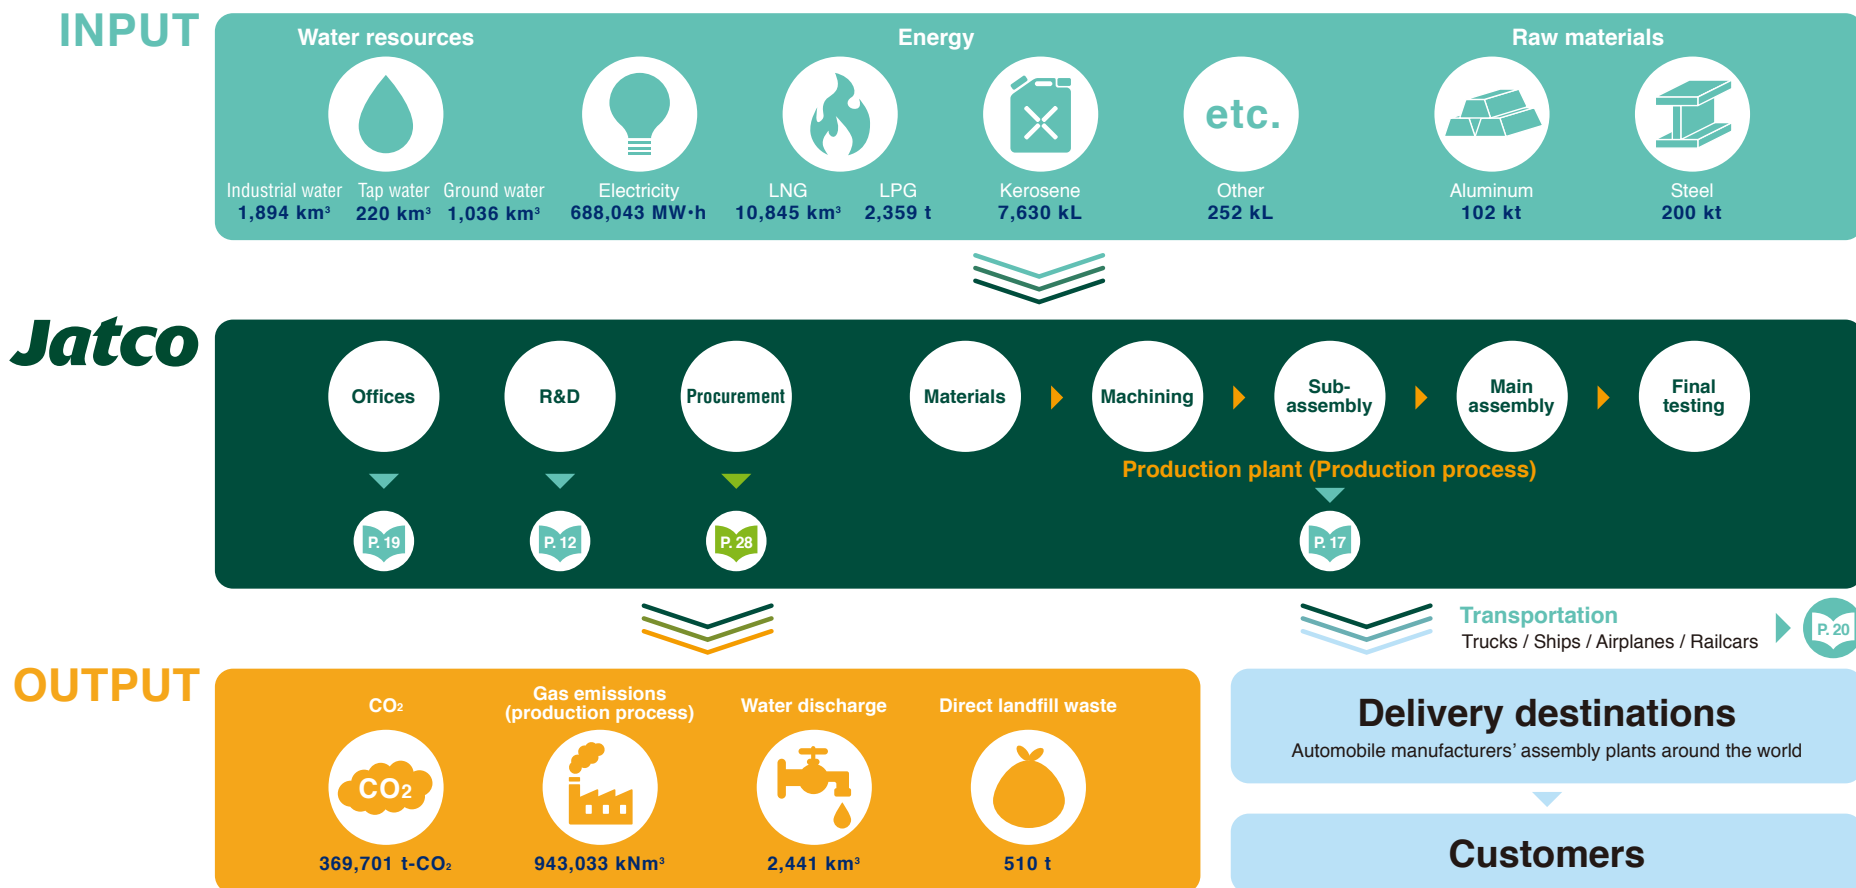 INPUT
Water resources
Energy
Raw materials
etc.
Industrial water
Tap water
Ground water
Electricity
LNG
LPG
Kerosene
Other
Aluminum
Steel
1,894 km³
220 km³
1,036 km³
688,043 MW·h
10,845 km³
2,359 t
7,630 kL
252 kL
102 kt
200 kt
Jatco
Offices
R&D
Procurement
Materials
Machining
Sub-
assembly
Main
assembly
Final
testing
Production plant (Production process)
P. 19
P. 12
P. 28
P. 17
Transportation
Trucks / Ships / Airplanes / Railcars
P. 20
OUTPUT
CO₂
Gas emissions
(production process)
Water discharge
Direct landfill waste
CO₂
369,701 t-CO₂
943,033 kNm³
2,441 km³
510 t
Delivery destinations
Automobile manufacturers' assembly plants around the world
Customers